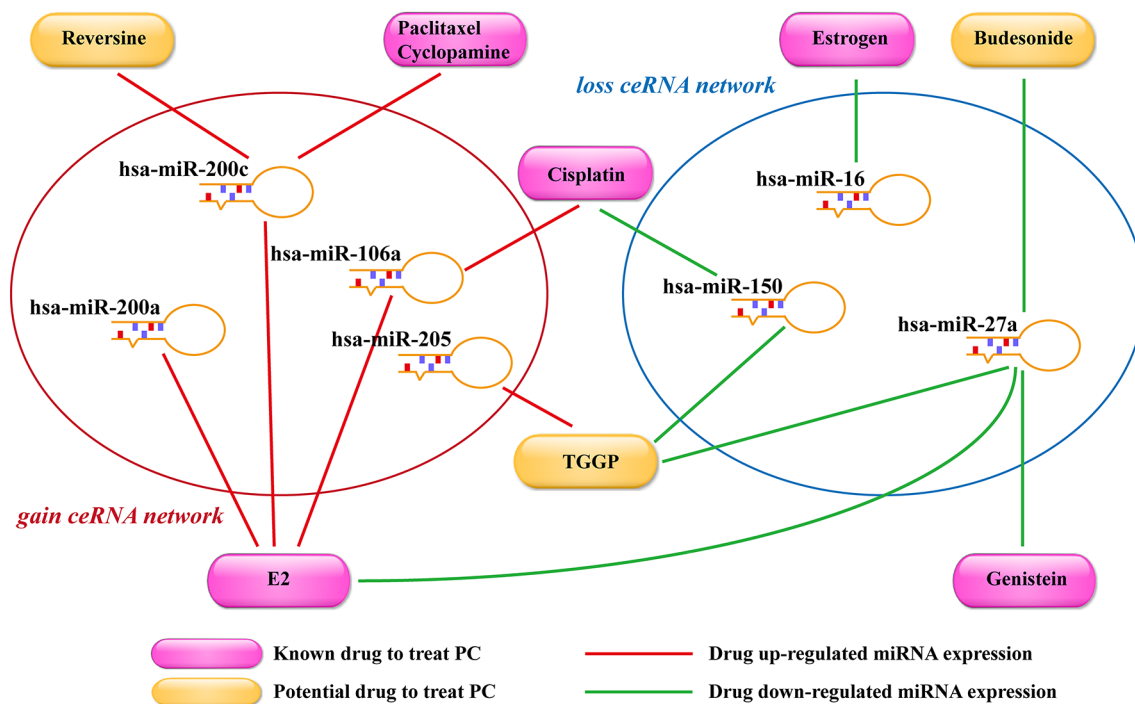 Reversine
Paclitaxel
Cyclopamine
Estrogen
Budesonide
loss ceRNA network
hsa-miR-200c
Cisplatin
hsa-miR-16
hsa-miR-106a
hsa-miR-150
hsa-miR-200a
hsa-miR-27a
hsa-miR-205
TGGP
gain ceRNA network
E2
Genistein
Known drug to treat PC
Drug up-regulated miRNA expression
Potential drug to treat PC
Drug down-regulated miRNA expression